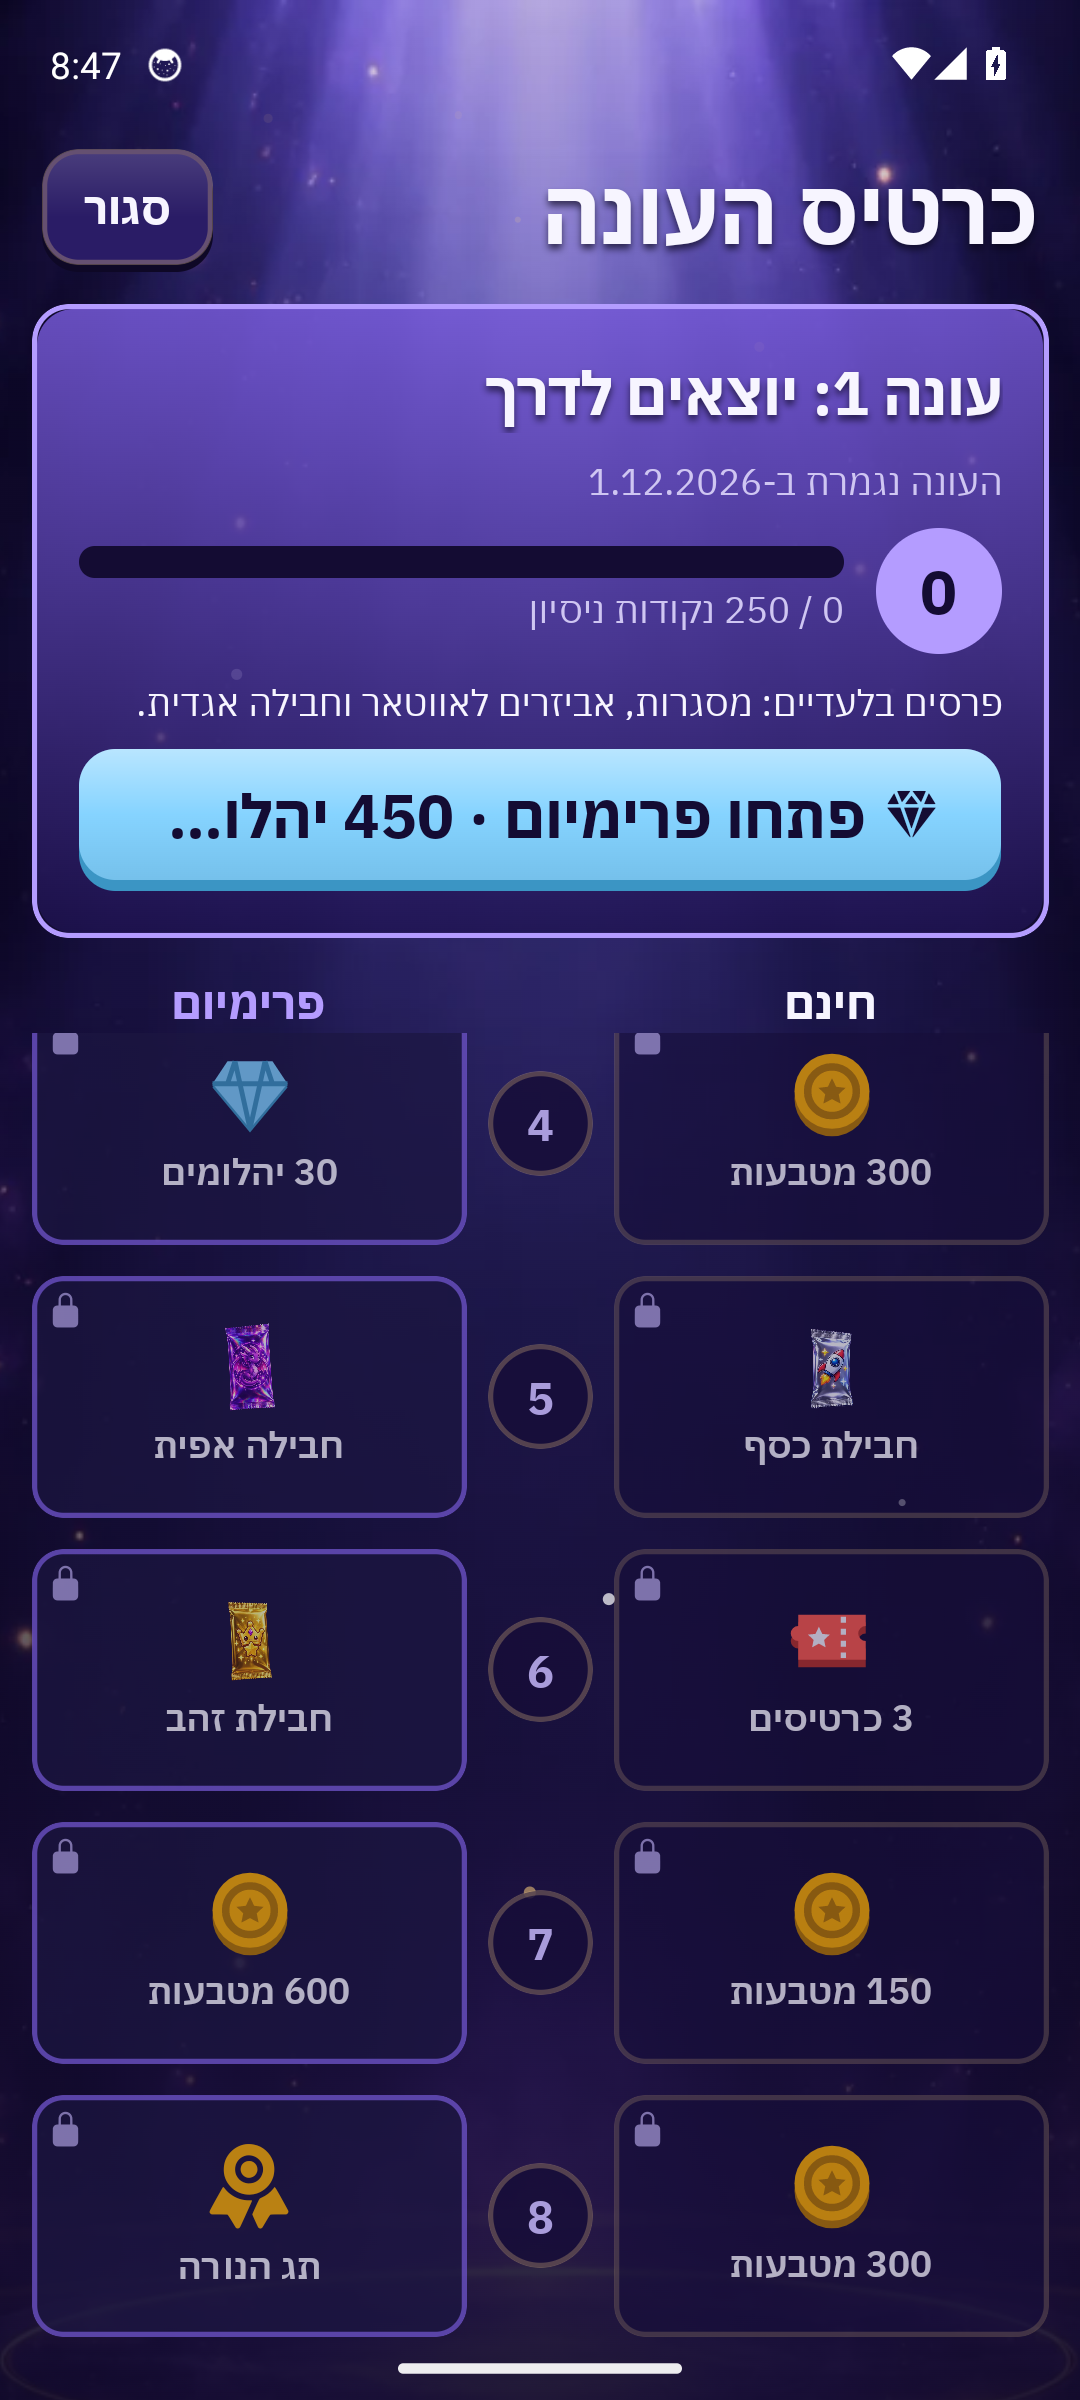 8:47
כרטיס העונה
סגור
עונה 1: יוצאים לדרך
העונה נגמרת ב-1.12.2026
0
0 / 250 נקודות ניסיון
פרסים בלעדיים: מסגרות, אביזרים לאווטאר וחבילה אגדית.
פתחו פרימיום · 450 יהלו...
חינם
פרימיום
300 מטבעות
4
30 יהלומים
חבילת כסף
5
חבילה אפית
3 כרטיסים
6
חבילת זהב
150 מטבעות
7
600 מטבעות
300 מטבעות
8
תג הנורה